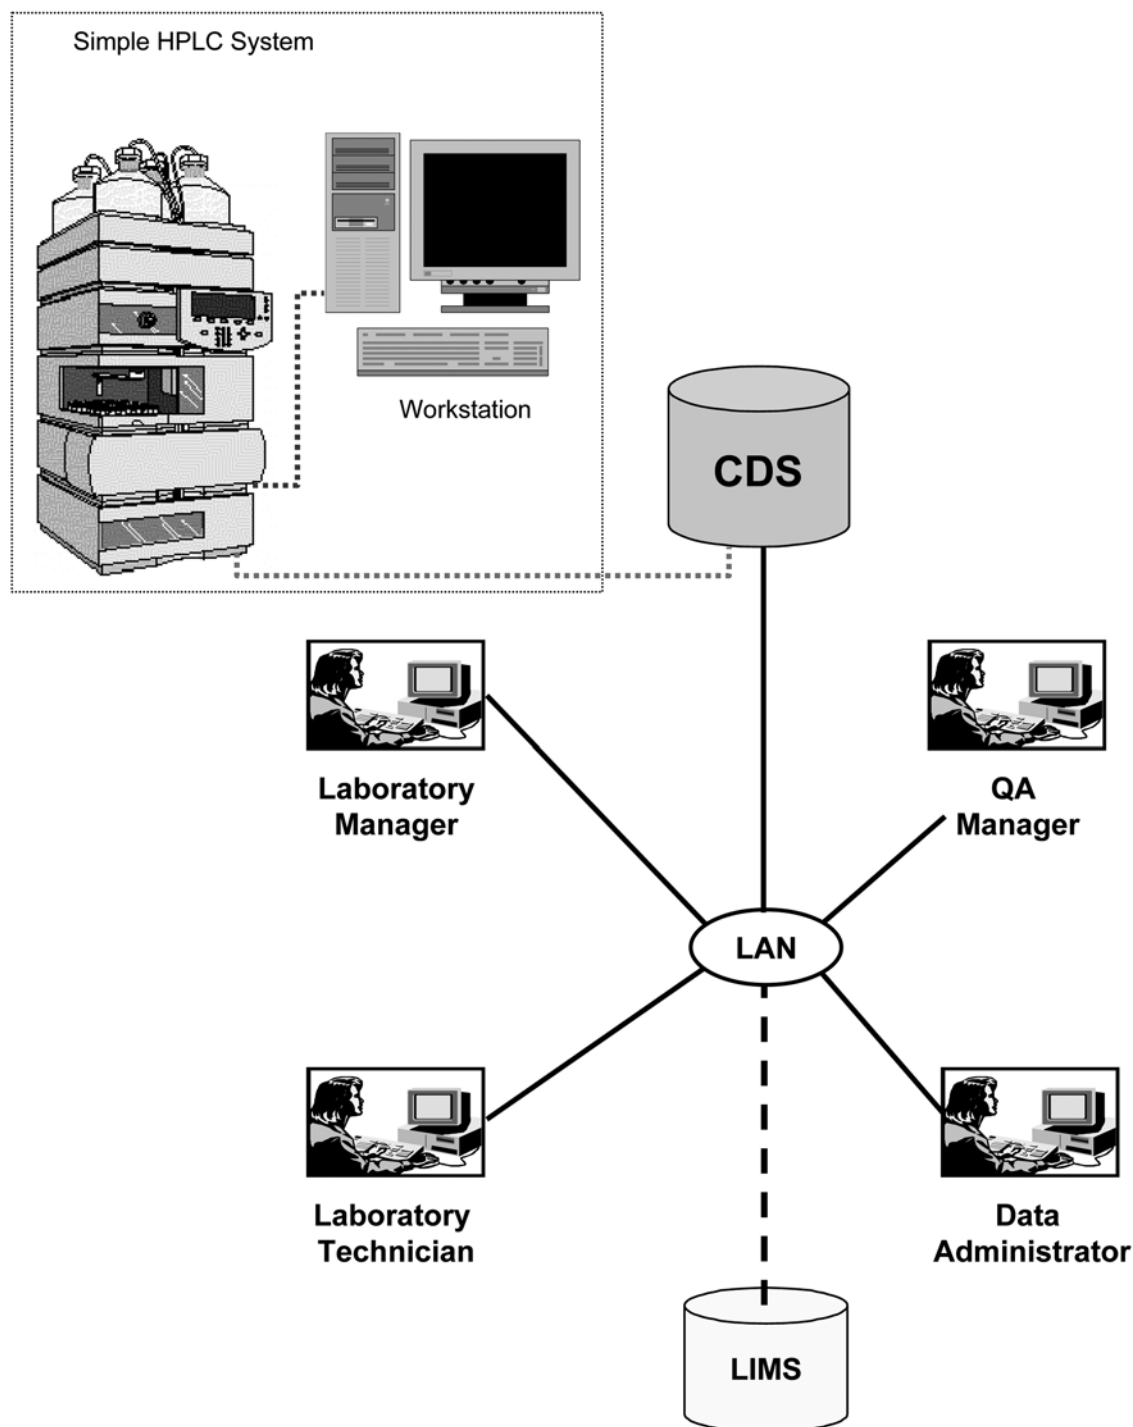 Simple HPLC System
Workstation
CDS
Laboratory
Manager
QA
Manager
LAN
Laboratory
Technician
Data
Administrator
LIMS